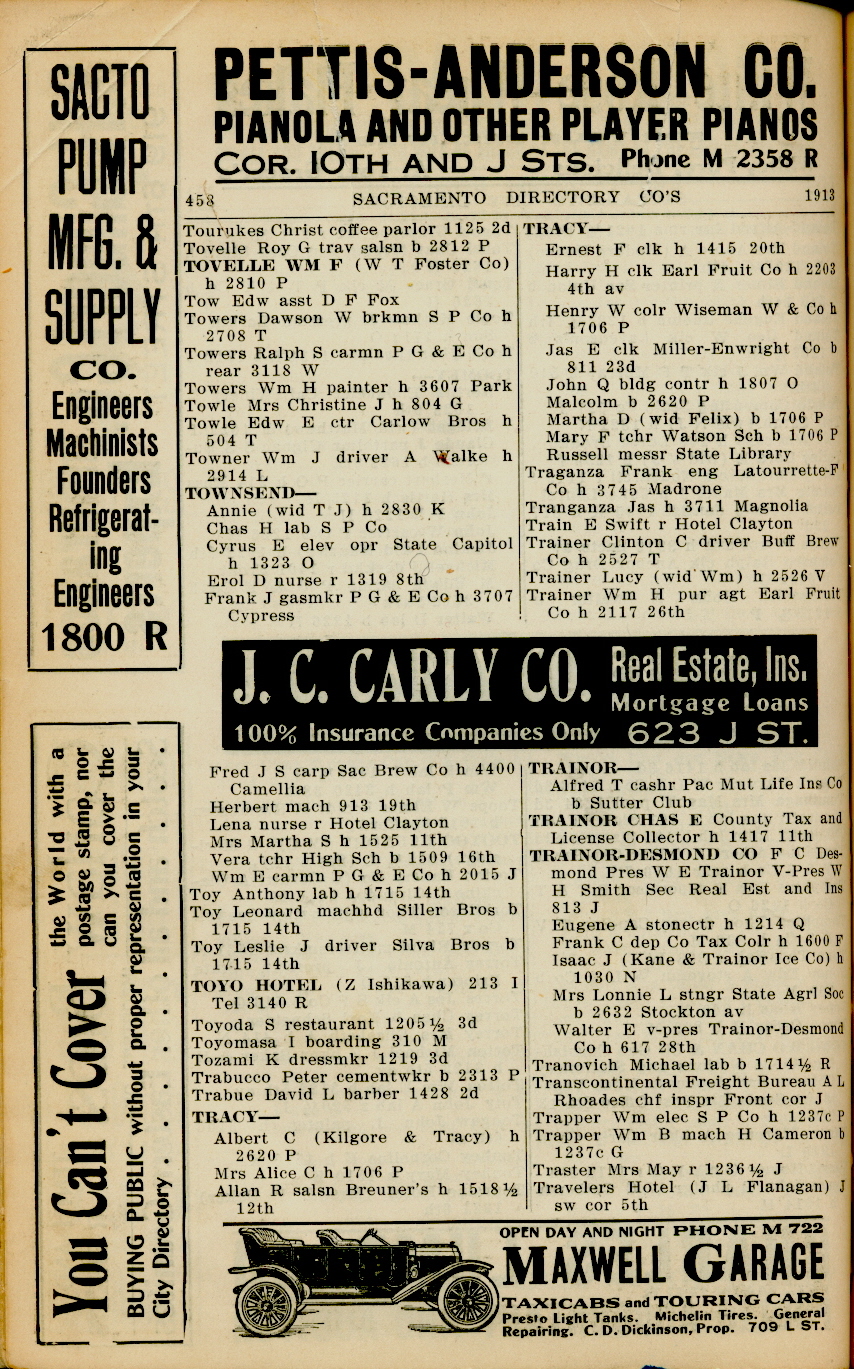 PETTIS-ANDERSON CO.
PIANOLA AND OTHER PLAYER PIANOS
COR. 10TH AND J STS. Phone M 2358 R
SACTO
PUMP
MFG. &
SUPPLY
CO.
Engineers
Machinists
Founders
Refrigerat-
ing
Engineers
1800 R
458 SACRAMENTO DIRECTORY CO'S 1913
Tourukes Christ coffee parlor 1125 2d
Tovelle Roy G trav salsn b 2812 P
TOVELLE WM F (W T Foster Co)
h 2810 P
Tow Edw asst D F Fox
Towers Dawson W brkmn S P Co h
2708 T
Towers Ralph S carmn P G & E Co h
rear 3118 W
Towers Wm H painter h 3607 Park
Towle Mrs Christine J h 804 G
Towle Edw E ctr Carlow Bros h
504 T
Towner Wm J driver A Walke h
2914 L
TOWNSEND—
Annie (wid T J) h 2830 K
Chas H lab S P Co
Cyrus E elev opr State Capitol
h 1323 O
Erol D nurse r 1319 8th
Frank J gasmkr P G & E Co h 3707
Cypress
TRACY—
Ernest F clk h 1415 20th
Harry H clk Earl Fruit Co h 2203
4th av
Henry W colr Wiseman W & Co h
1706 P
Jas E clk Miller-Enwright Co b
811 23d
John Q bldg contr h 1807 O
Malcolm b 2620 P
Martha D (wid Felix) b 1706 P
Mary F tchr Watson Sch b 1706 P
Russell messr State Library
Traganza Frank eng Latourrette-F
Co h 3745 Madrone
Tranganza Jas h 3711 Magnolia
Train E Swift r Hotel Clayton
Trainer Clinton C driver Buff Brew
Co h 2527 T
Trainer Lucy (wid Wm) h 2526 V
Trainer Wm H pur agt Earl Fruit
Co h 2117 26th
J. C. CARLY CO. Real Estate, Ins.
Mortgage Loans
100% Insurance Companies Only 623 J ST.
You Can't Cover the World with a
postage stamp, nor
can you cover the
BUYING PUBLIC without proper representation in your
City Directory . . . . . . . . . .
Fred J S carp Sac Brew Co h 4400
Camellia
Herbert mach 913 19th
Lena nurse r Hotel Clayton
Mrs Martha S h 1525 11th
Vera tchr High Sch b 1509 16th
Wm E carmn P G & E Co h 2015 J
Toy Anthony lab h 1715 14th
Toy Leonard machhd Siller Bros b
1715 14th
Toy Leslie J driver Silva Bros b
1715 14th
TOYO HOTEL (Z Ishikawa) 213 I
Tel 3140 R
Toyoda S restaurant 1205½ 3d
Toyomasa I boarding 310 M
Tozami K dressmkr 1219 3d
Trabucco Peter cementwkr b 2313 P
Trabue David L barber 1428 2d
TRACY—
Albert C (Kilgore & Tracy) h
2620 P
Mrs Alice C h 1706 P
Allan R salsn Breuner's h 1518½
12th
TRAINOR—
Alfred T cashr Pac Mut Life Ins Co
b Sutter Club
TRAINOR CHAS E County Tax and
License Collector h 1417 11th
TRAINOR-DESMOND CO F C Des-
mond Pres W E Trainor V-Pres W
H Smith Sec Real Est and Ins
813 J
Eugene A stonectr h 1214 Q
Frank C dep Co Tax Colr h 1600 F
Isaac J (Kane & Trainor Ice Co) h
1030 N
Mrs Lonnie L stngr State Agrl Soc
b 2632 Stockton av
Walter E v-pres Trainor-Desmond
Co h 617 28th
Tranovich Michael lab b 1714½ R
Transcontinental Freight Bureau A L
Rhoades chf inspr Front cor J
Trapper Wm elec S P Co h 1237c P
Trapper Wm B mach H Cameron b
1237c G
Traster Mrs May r 1236½ J
Travelers Hotel (J L Flanagan) J
sw cor 5th
OPEN DAY AND NIGHT PHONE M 722
MAXWELL GARAGE
TAXICABS and TOURING CARS
Presto Light Tanks. Michelin Tires. General
Repairing. C. D. Dickinson, Prop. 709 L ST.